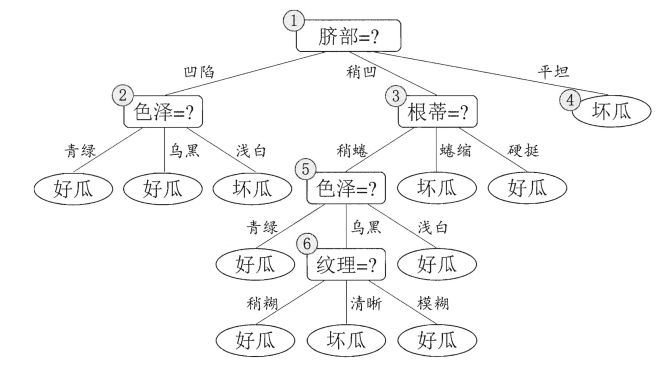 ① 脐部=?
凹陷 稍凹 平坦
② 色泽=? ③ 根蒂=? ④ 坏瓜
青绿 乌黑 浅白 稍蜷 蜷缩 硬挺
好瓜 好瓜 坏瓜 ⑤ 色泽=? 坏瓜 好瓜
青绿 乌黑 浅白
好瓜 ⑥ 纹理=? 好瓜
稍糊 清晰 模糊
好瓜 坏瓜 好瓜